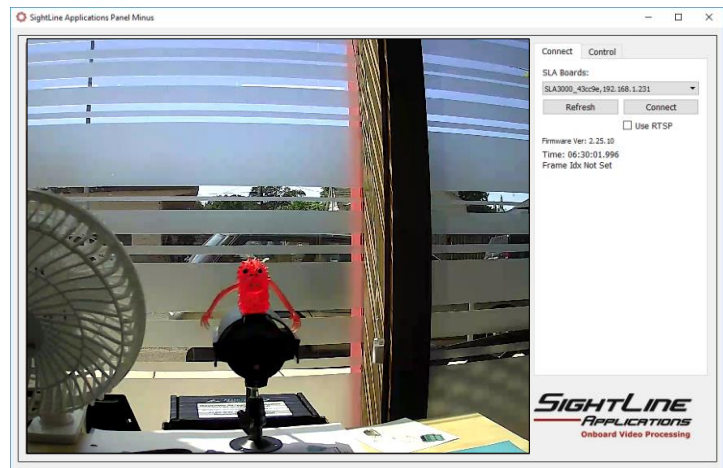 SightLine Applications Panel Minus
Connect Control
SLA Boards:
SLA3000_43cc9e, 192.168.1.231
Refresh Connect
Use RTSP
Firmware Ver: 2.25.10
Time: 06:30:01.996
Frame Idx Not Set
SIGHTLINE
APPLICATIONS
Onboard Video Processing